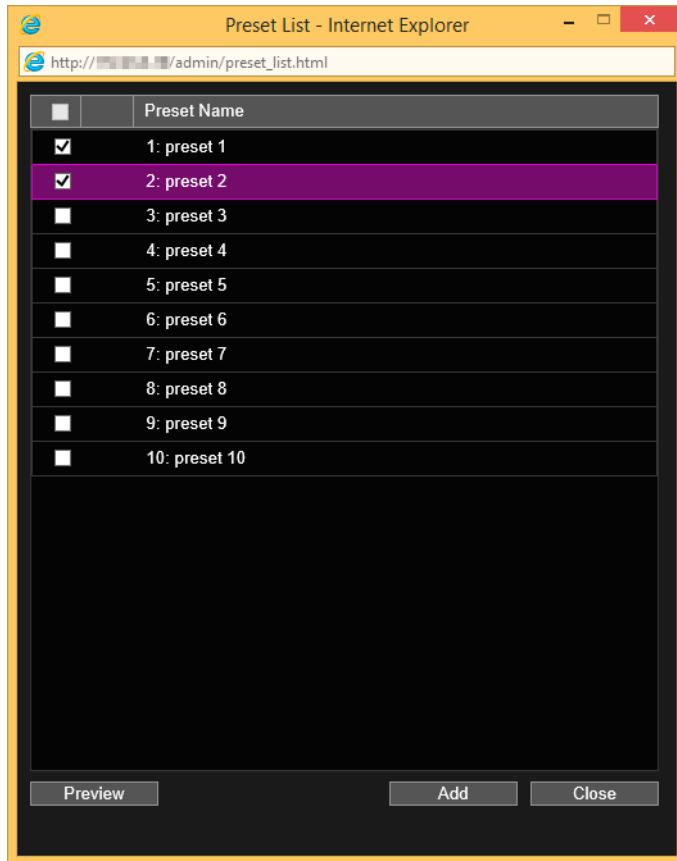 Preset List - Internet Explorer
http:// /admin/preset_list.html
Preset Name
1: preset 1
2: preset 2
3: preset 3
4: preset 4
5: preset 5
6: preset 6
7: preset 7
8: preset 8
9: preset 9
10: preset 10
Preview Add Close